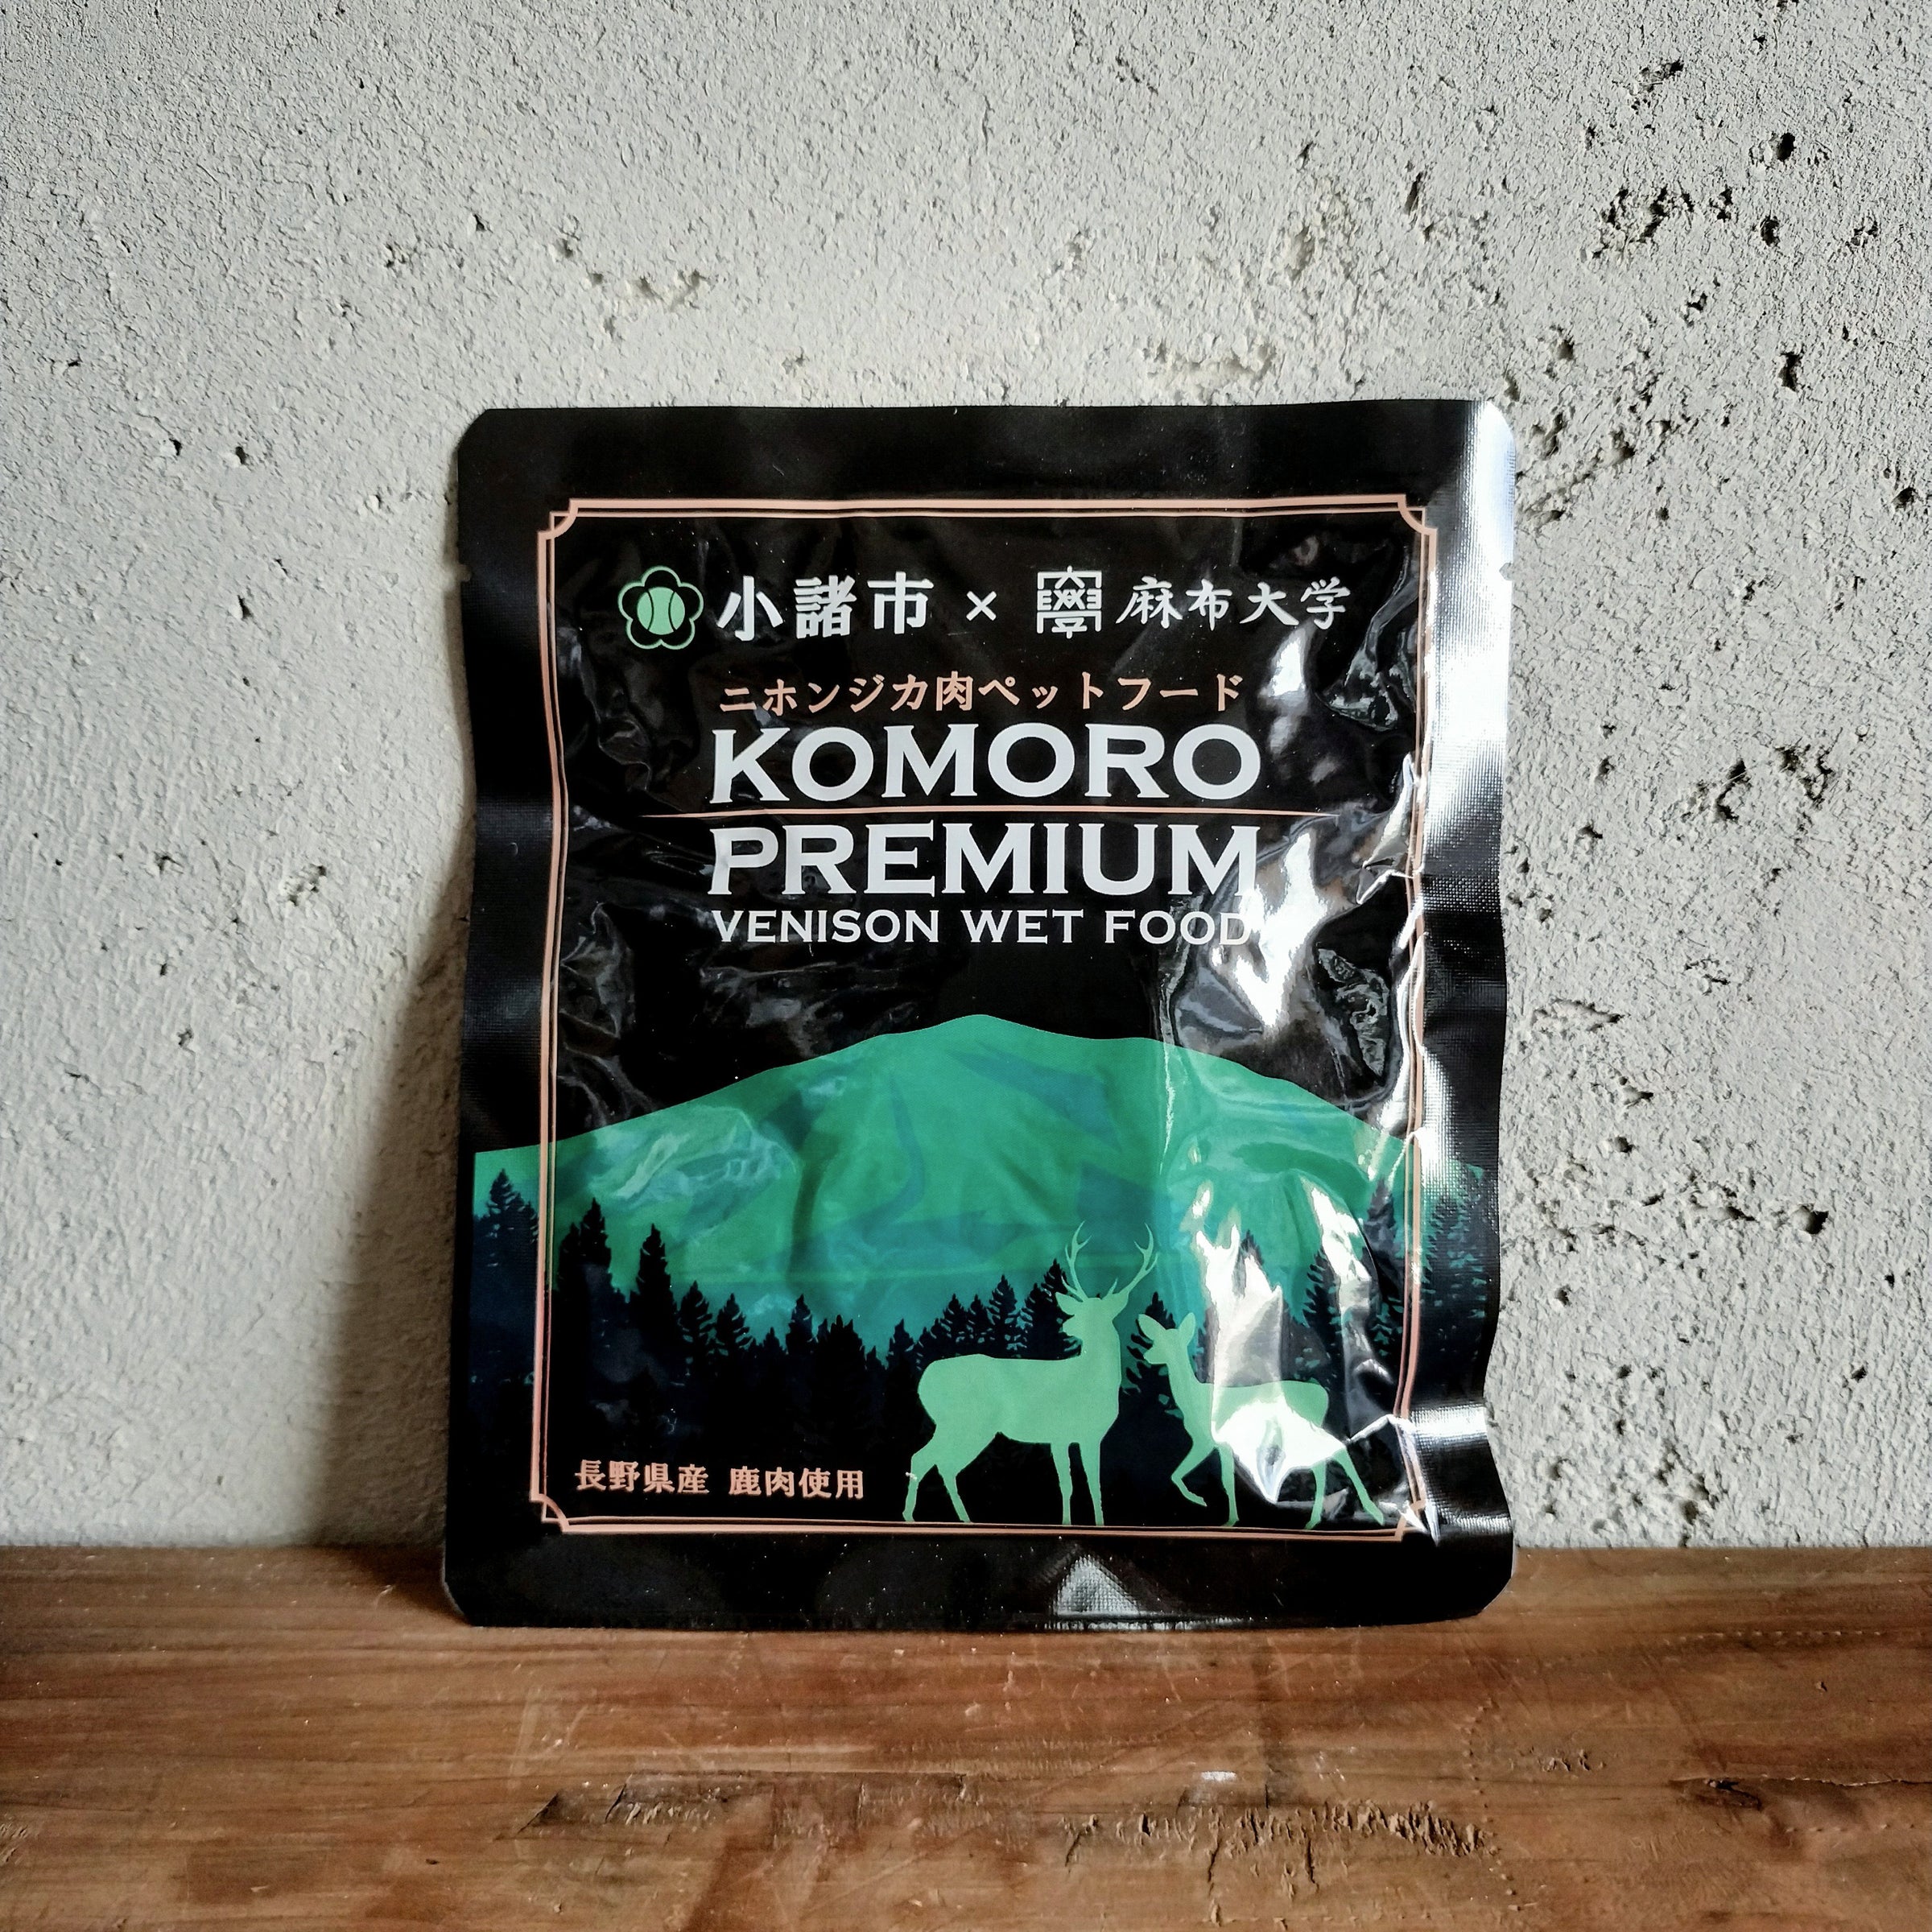 小諸市 × 麻布大学
ニホンジカ肉ペットフード
KOMORO
PREMIUM
VENISON WET FOOD
長野県産 鹿肉使用